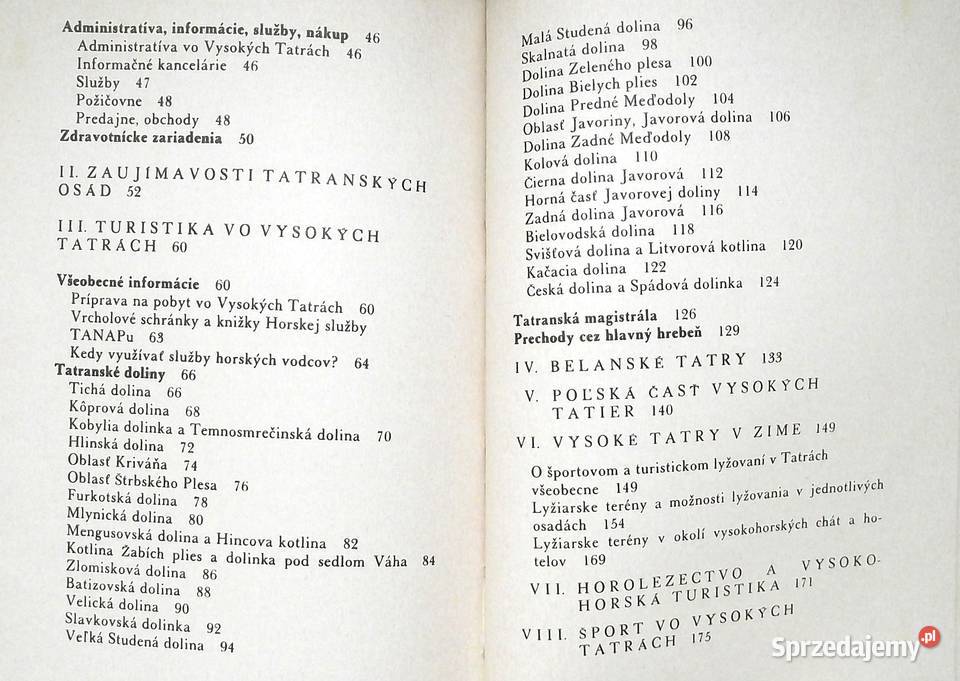 Administratíva, informácie, služby, nákup 46
Administratíva vo Vysokých Tatrách 46
Informačné kancelárie 46
Služby 47
Požičovne 48
Predajne, obchody 48
Zdravotnícke zariadenia 50
II. ZAUJÍMAVOSTI TATRANSKÝCH
OSÁD 52
III. TURISTIKA VO VYSOKÝCH
TATRÁCH 60
Všeobecné informácie 60
Príprava na pobyt vo Vysokých Tatrách 60
Vrcholové schránky a knižky Horskej služby
TANAPu 63
Kedy využívať služby horských vodcov? 64
Tatranské doliny 66
Tichá dolina 66
Kôprová dolina 68
Kobylia dolinka a Temnosmrečinská dolina 70
Hlinská dolina 72
Oblasť Kriváňa 74
Oblasť Štrbského Plesa 76
Furkotská dolina 78
Mlynická dolina 80
Mengusovská dolina a Hincova kotlina 82
Kotlina Žabích plies a dolinka pod sedlom Váha 84
Zlomisková dolina 86
Batizovská dolina 88
Velická dolina 90
Slavkovská dolina 92
Veľká Studená dolina 94
Malá Studená dolina 96
Skalnatá dolina 98
Dolina Zeleného plesa 100
Dolina Bielych plies 102
Dolina Predné Meďodoly 104
Oblasť Javoriny, Javorová dolina 106
Dolina Zadné Meďodoly 108
Kolová dolina 110
Čierna dolina Javorová 112
Horná časť Javorovej doliny 114
Zadná dolina Javorová 116
Bielovodská dolina 118
Svišťová dolina a Litvorová kotlina 120
Kačacia dolina 122
Česká dolina a Spádová dolinka 124
Tatranská magistrála 126
Prechody cez hlavný hrebeň 129
IV. BELANSKÉ TATRY 133
V. POĽSKÁ ČASŤ VYSOKÝCH
TATIER 140
VI. VYSOKÉ TATRY V ZIME 149
O športovom a turistickom lyžovaní v Tatrách
všeobecne 149
Lyžiarske terény a možnosti lyžovania v jednotlivých
osadách 154
Lyžiarske terény v okolí vysokohorských chát a ho-
telov 169
VII. HOROLEZECTVO A VYSOKO-
HORSKÁ TURISTIKA 171
VIII. ŠPORT VO VYSOKÝCH
TATRÁCH 175
Sprzedajemy.pl